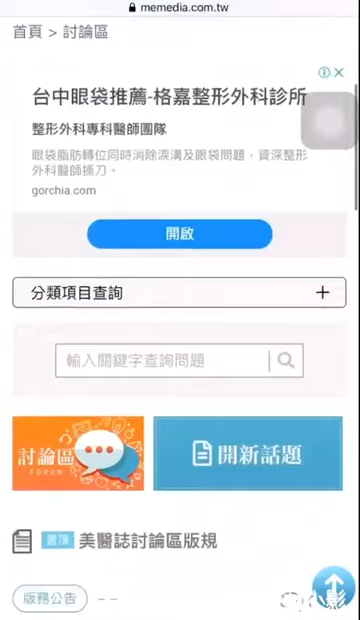 memedia.com.tw
首頁 > 討論區
台中眼袋推薦-格嘉整形外科診所
整形外科專科醫師團隊
眼袋脂肪轉位同時消除淚溝及眼袋問題，資深整形
外科醫師操刀。
gorchia.com
開啟
分類項目查詢
輸入關鍵字查詢問題
討論區
FORUM
開新話題
置頂 美醫誌討論區版規
版務公告 – –
小影